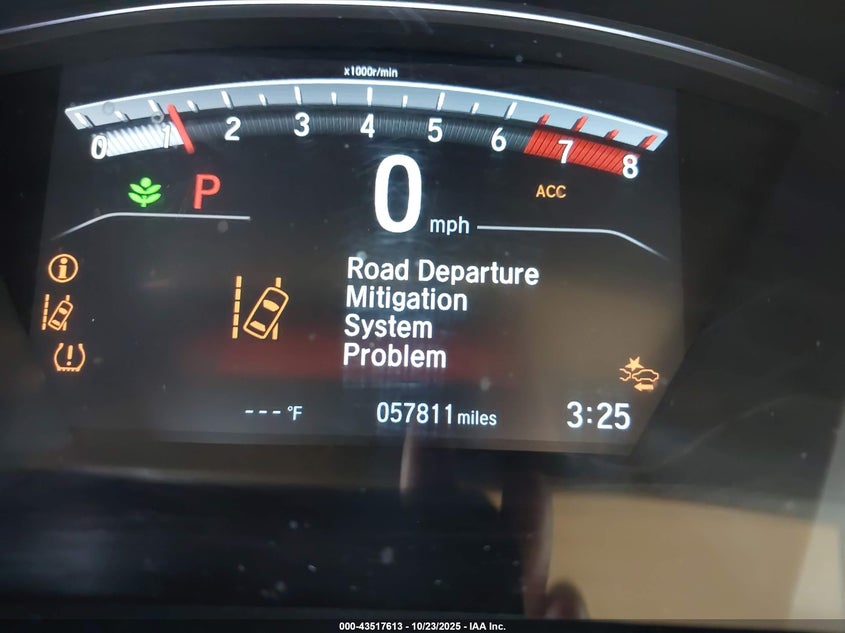 x1000r/min
0 1 2 3 4 5 6 7 8
P
0 mph
ACC
Road Departure
Mitigation
System
Problem
---°F
057811 miles
3:25
000-43517613 - 10/23/2025 - IAA Inc.